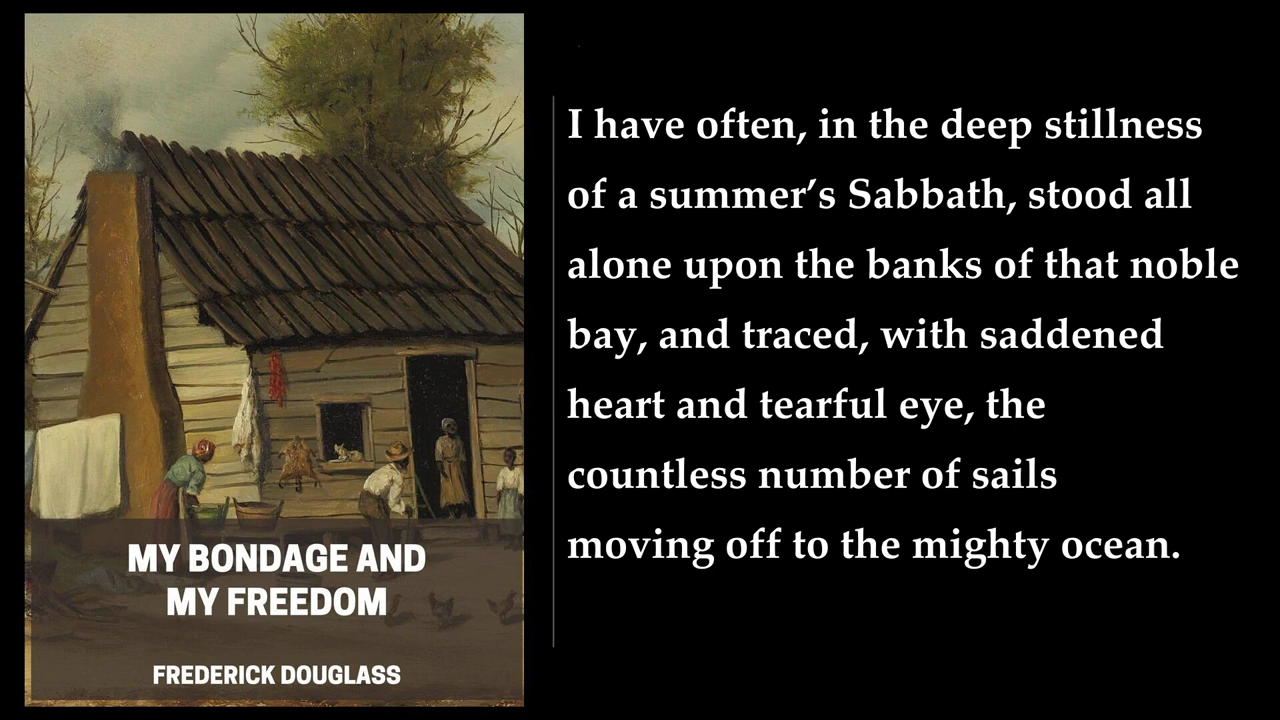 MY BONDAGE AND
MY FREEDOM
FREDERICK DOUGLASS
I have often, in the deep stillness
of a summer’s Sabbath, stood all
alone upon the banks of that noble
bay, and traced, with saddened
heart and tearful eye, the
countless number of sails
moving off to the mighty ocean.